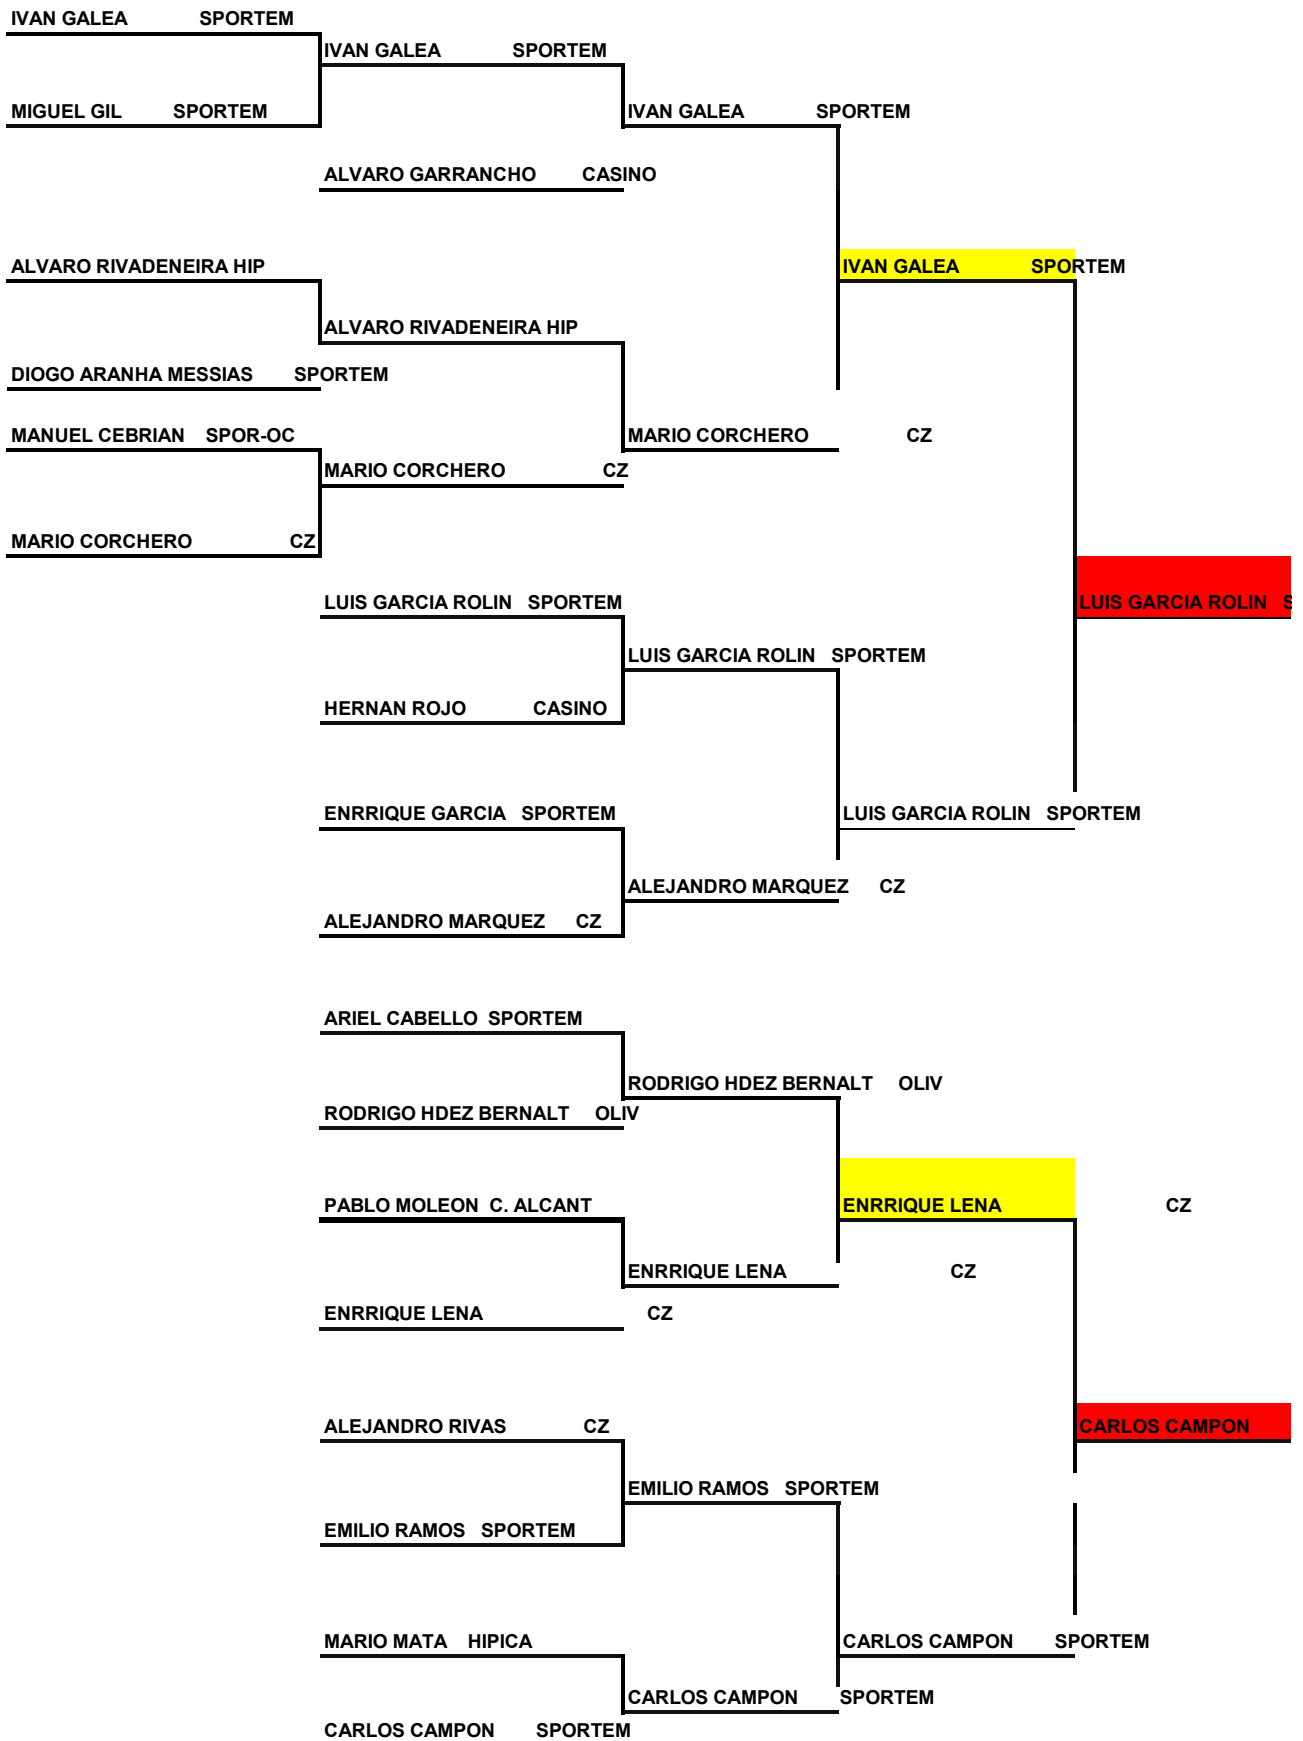 IVAN GALEA SPORTEM
IVAN GALEA SPORTEM
MIGUEL GIL SPORTEM
IVAN GALEA SPORTEM
ALVARO GARRANCHO CASINO
ALVARO RIVADENEIRA HIP
IVAN GALEA SPORTEM
ALVARO RIVADENEIRA HIP
DIOGO ARANHA MESSIAS SPORTEM
MANUEL CEBRIAN SPOR-OC
MARIO CORCHERO CZ
MARIO CORCHERO CZ
MARIO CORCHERO CZ
LUIS GARCIA ROLIN SPORTEM
LUIS GARCIA ROLIN S
LUIS GARCIA ROLIN SPORTEM
HERNAN ROJO CASINO
ENRRIQUE GARCIA SPORTEM
LUIS GARCIA ROLIN SPORTEM
ALEJANDRO MARQUEZ CZ
ALEJANDRO MARQUEZ CZ
ARIEL CABELLO SPORTEM
RODRIGO HDEZ BERNALT OLIV
RODRIGO HDEZ BERNALT OLIV
PABLO MOLEON C. ALCANT
ENRRIQUE LENA CZ
ENRRIQUE LENA CZ
ENRRIQUE LENA CZ
ALEJANDRO RIVAS CZ
CARLOS CAMPON
EMILIO RAMOS SPORTEM
EMILIO RAMOS SPORTEM
MARIO MATA HIPICA
CARLOS CAMPON SPORTEM
CARLOS CAMPON SPORTEM
CARLOS CAMPON SPORTEM